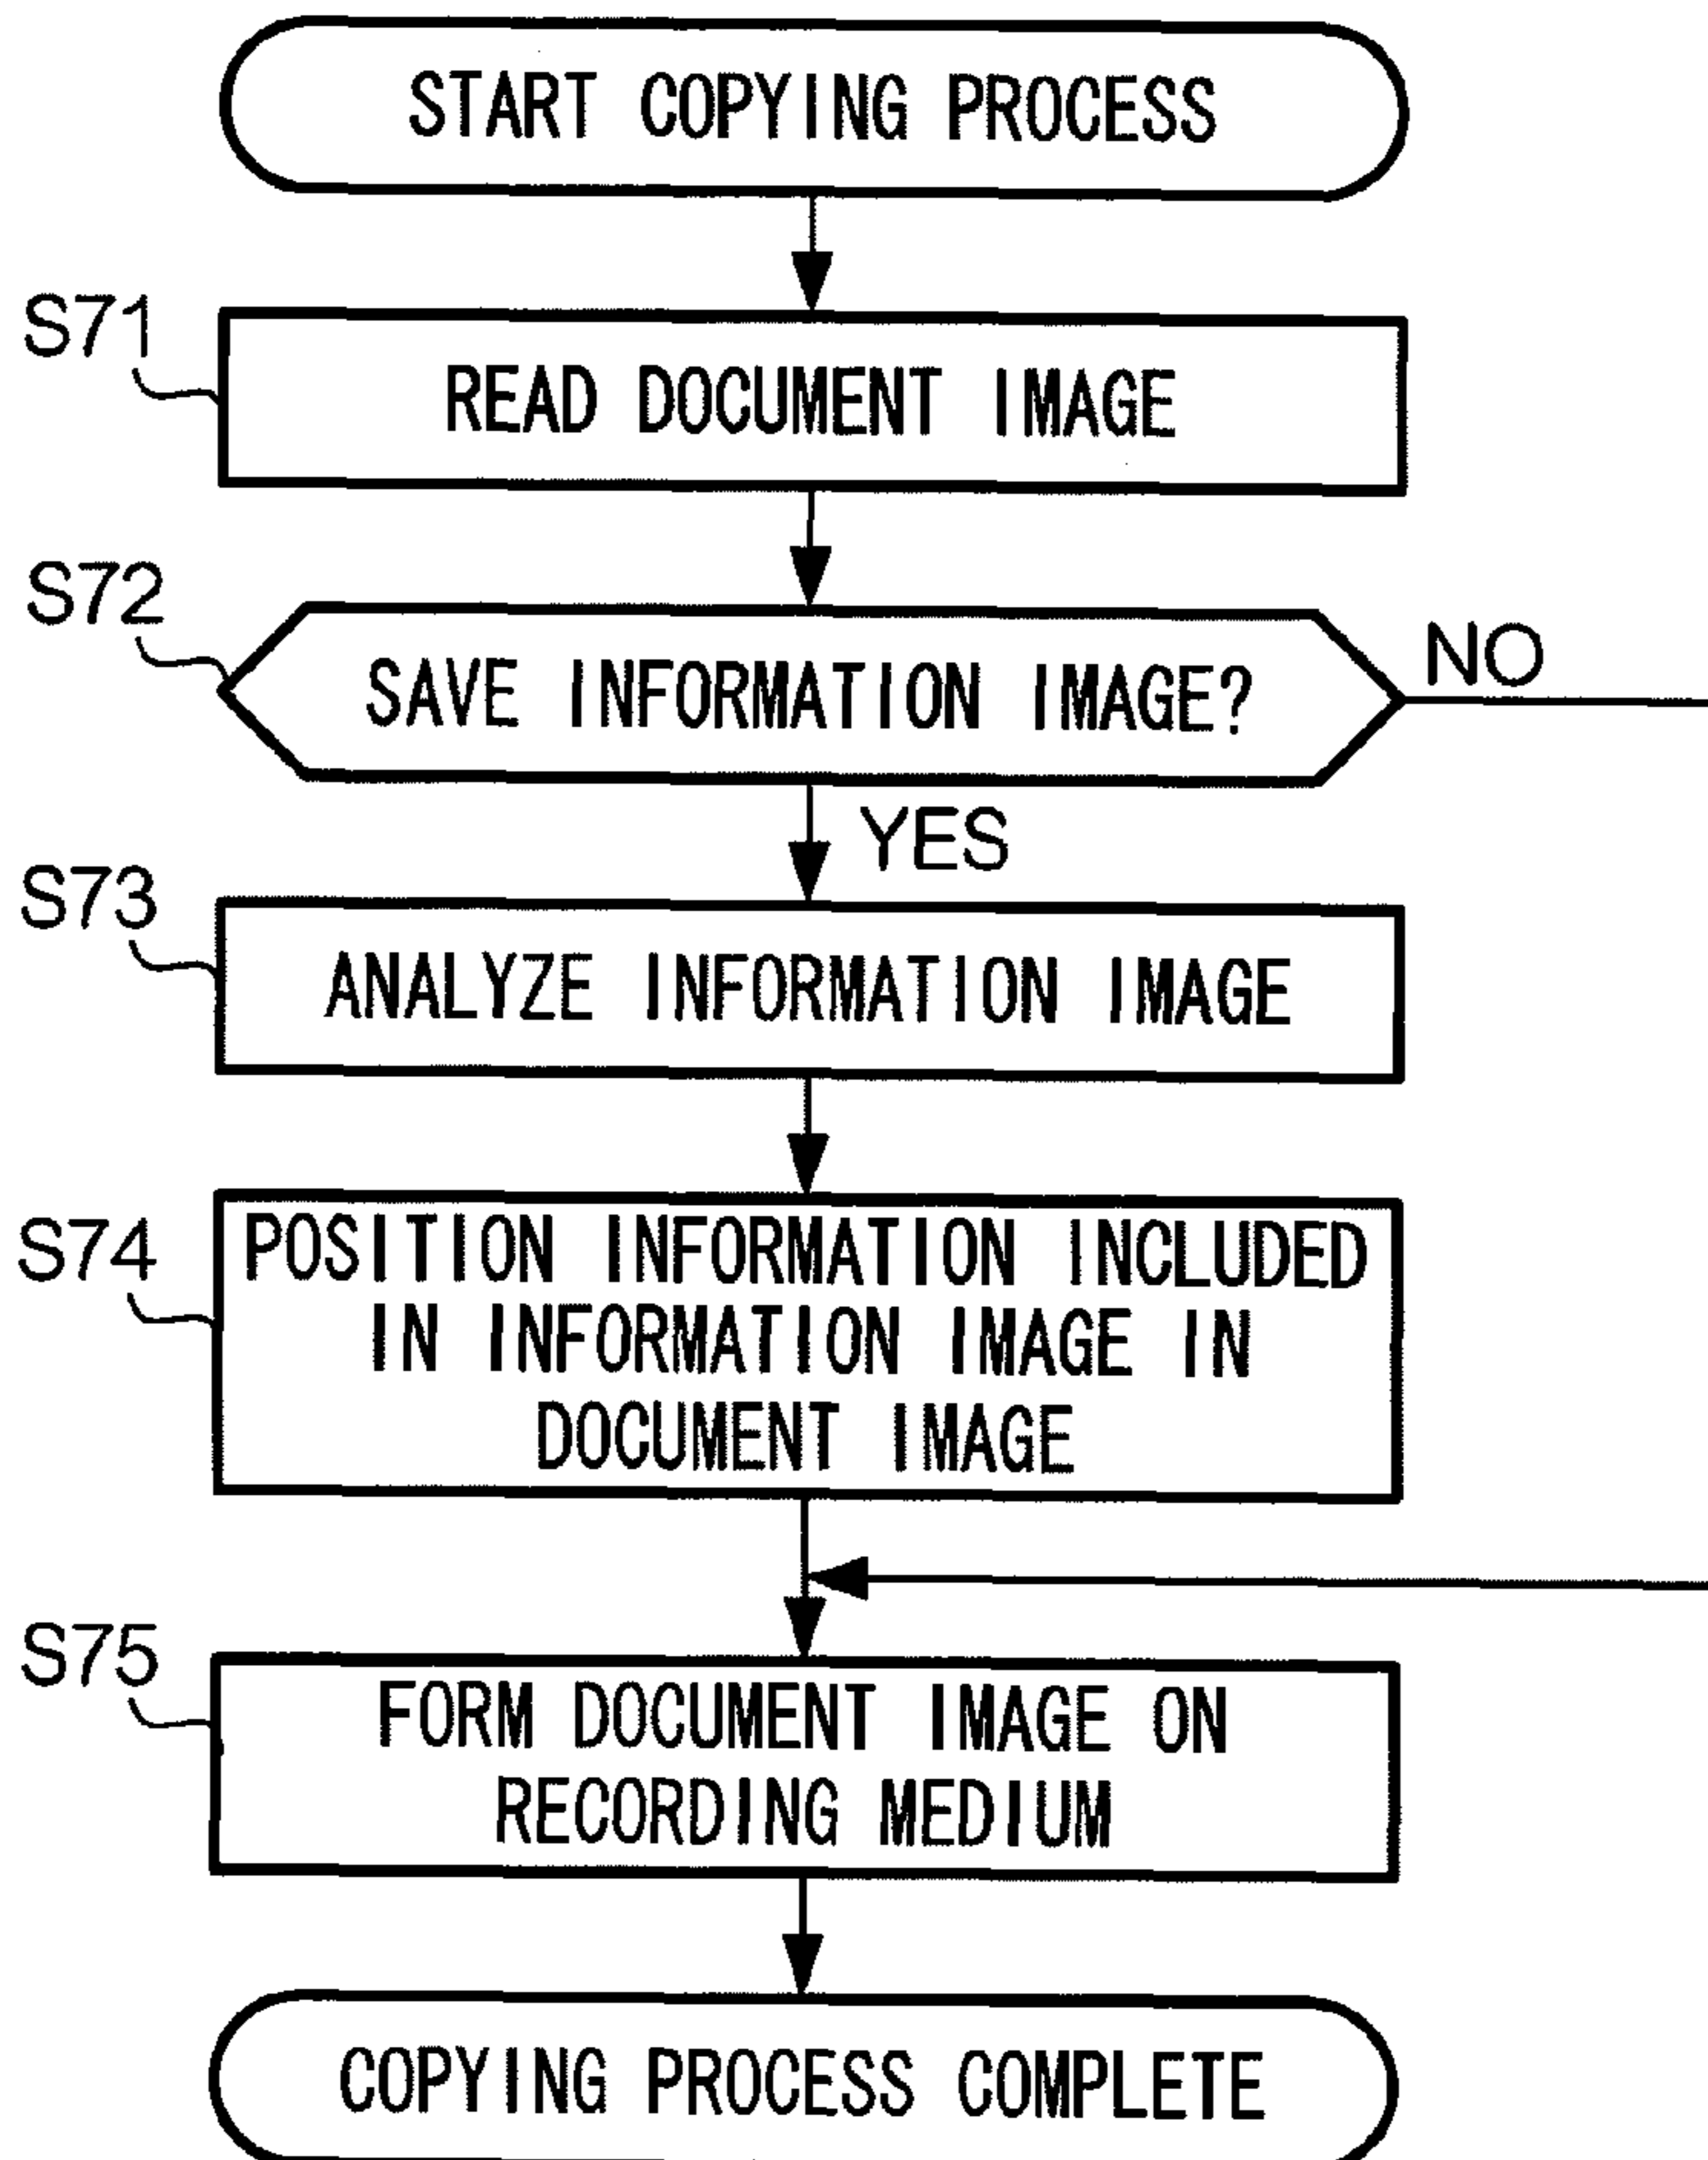 START COPYING PROCESS
S71
READ DOCUMENT IMAGE
S72
SAVE INFORMATION IMAGE?
NO
YES
S73
ANALYZE INFORMATION IMAGE
S74
POSITION INFORMATION INCLUDED
IN INFORMATION IMAGE IN
DOCUMENT IMAGE
S75
FORM DOCUMENT IMAGE ON
RECORDING MEDIUM
COPYING PROCESS COMPLETE